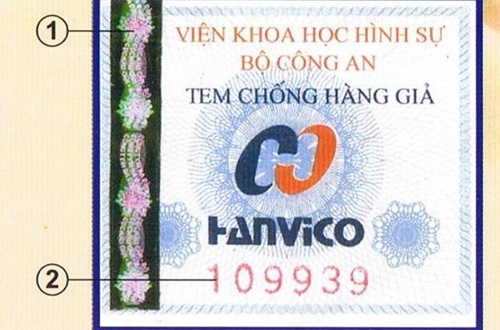 1
VIỆN KHOA HỌC HÌNH SỰ
BỘ CÔNG AN
TEM CHỐNG HÀNG GIẢ
HANVICO
2
109939